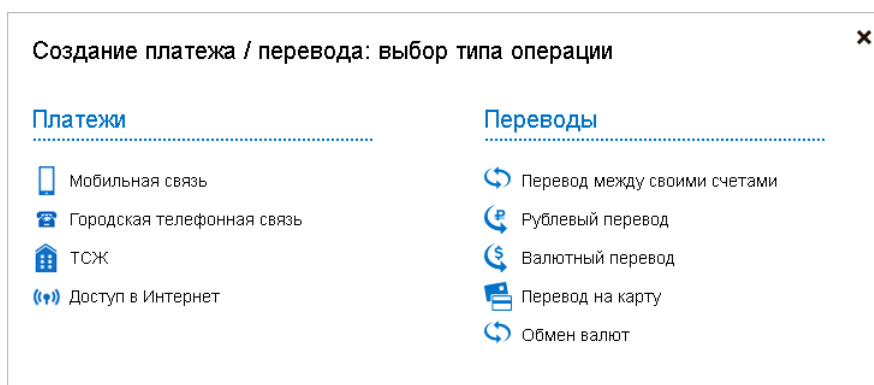 Создание платежа / перевода: выбор типа операции
Платежи
Мобильная связь
Городская телефонная связь
ТСЖ
Доступ в Интернет
Переводы
Перевод между своими счетами
Рублевый перевод
Валютный перевод
Перевод на карту
Обмен валют